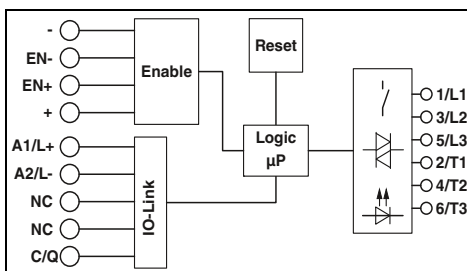 -
EN-
EN+
+
Enable
Reset
A1/L+
A2/L-
NC
NC
C/Q
IO-Link
Logic
µP
1/L1
3/L2
5/L3
2/T1
4/T2
6/T3